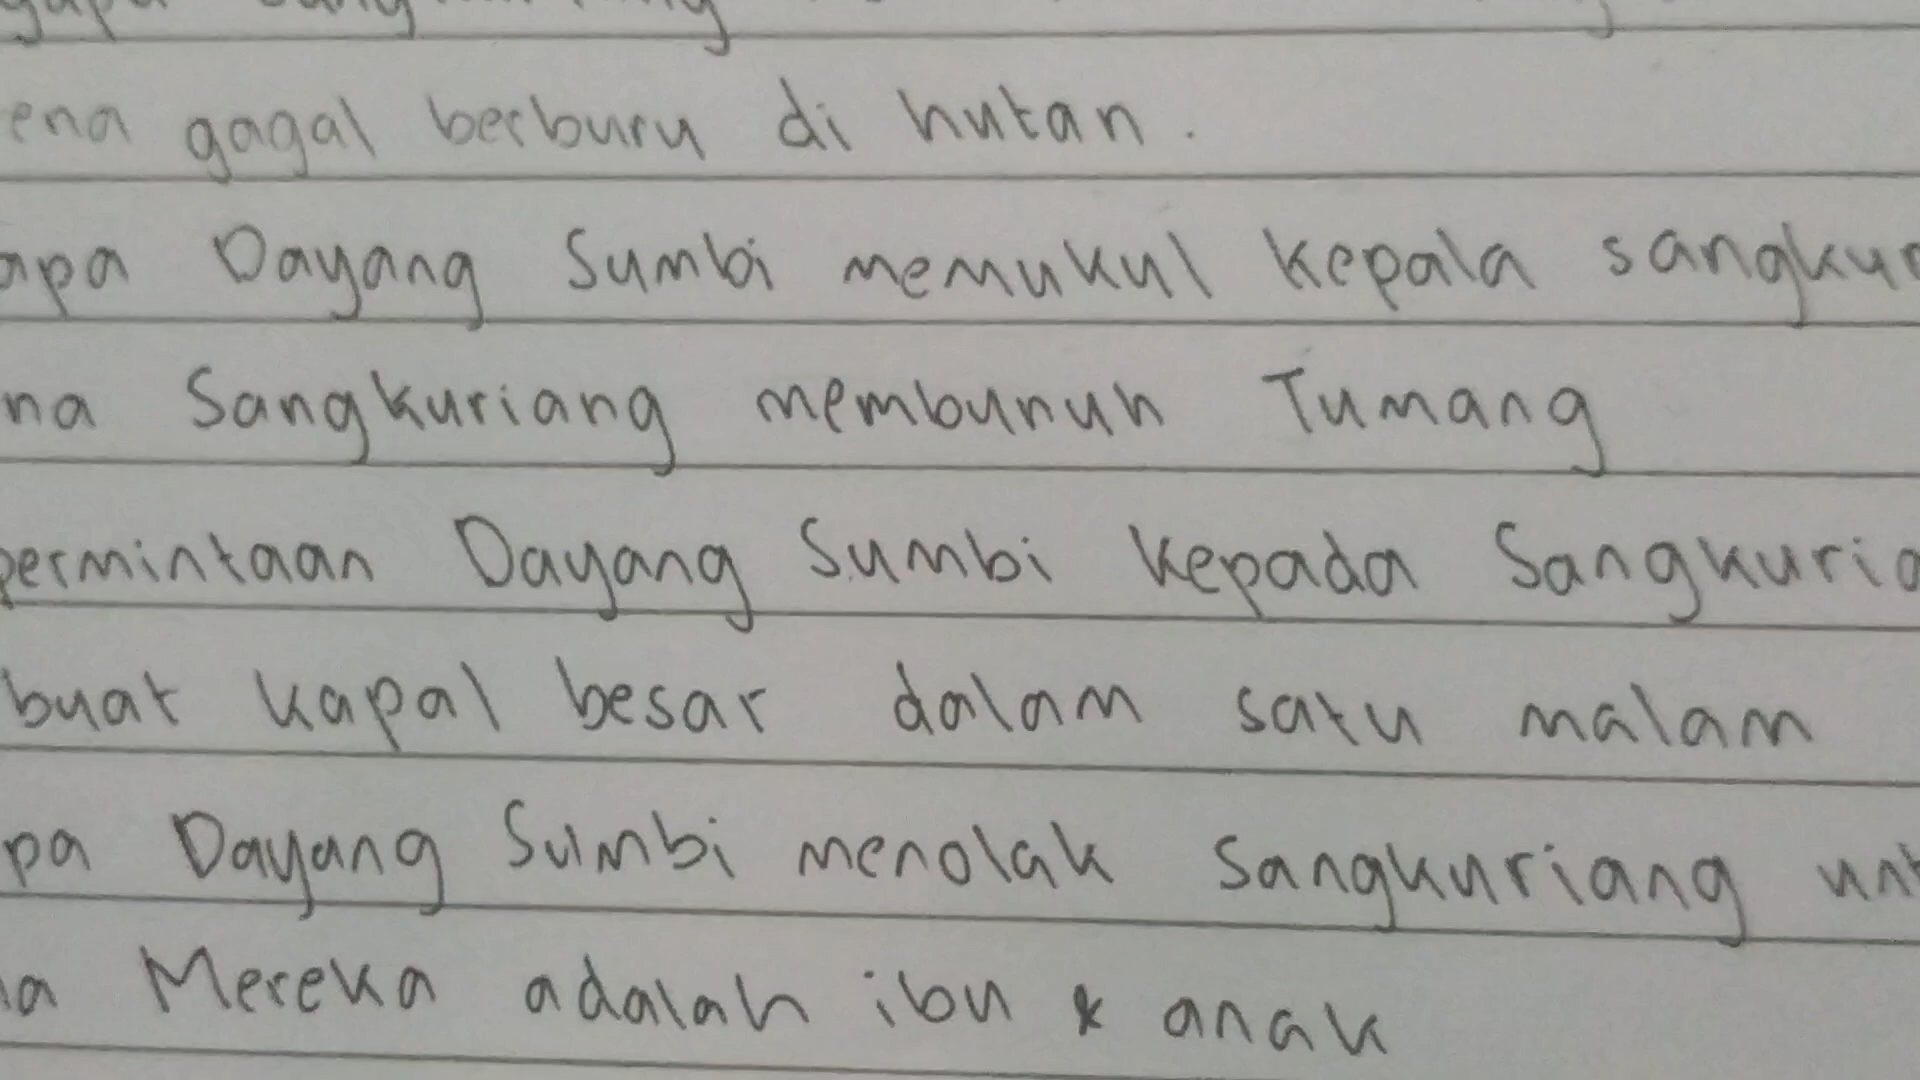 ena gagal berburu di hutan.
apa Dayang Sumbi memukul kepala sangkur
na Sangkuriang membunuh Tumang
permintaan Dayang Sumbi kepada Sangkuria
buat kapal besar dalam satu malam
pa Dayang Sumbi menolak Sangkuriang unt
a Mereka adalah ibu & anak